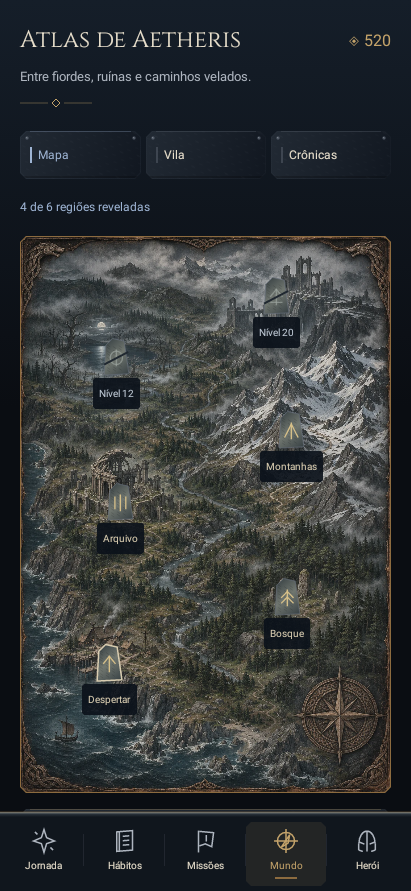 Atlas de Aetheris
520
Entre fiordes, ruínas e caminhos velados.
Mapa
Vila
Crônicas
4 de 6 regiões reveladas
Nível 20
Nível 12
Montanhas
Arquivo
Bosque
Despertar
Jornada
Hábitos
Missões
Mundo
Herói